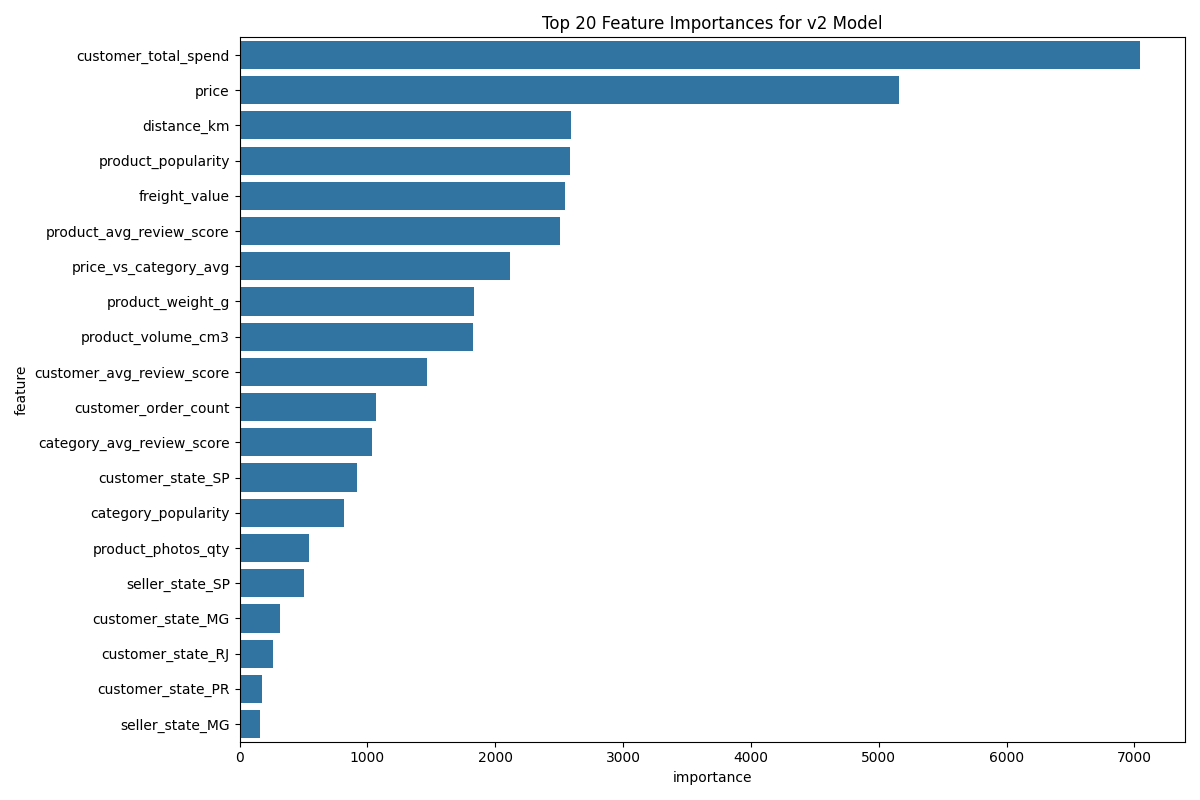 Top 20 Feature Importances for v2 Model
customer_total_spend
price
distance_km
product_popularity
freight_value
product_avg_review_score
price_vs_category_avg
product_weight_g
product_volume_cm3
customer_avg_review_score
customer_order_count
category_avg_review_score
customer_state_SP
category_popularity
product_photos_qty
seller_state_SP
customer_state_MG
customer_state_RJ
customer_state_PR
seller_state_MG
feature
0 1000 2000 3000 4000 5000 6000 7000
importance